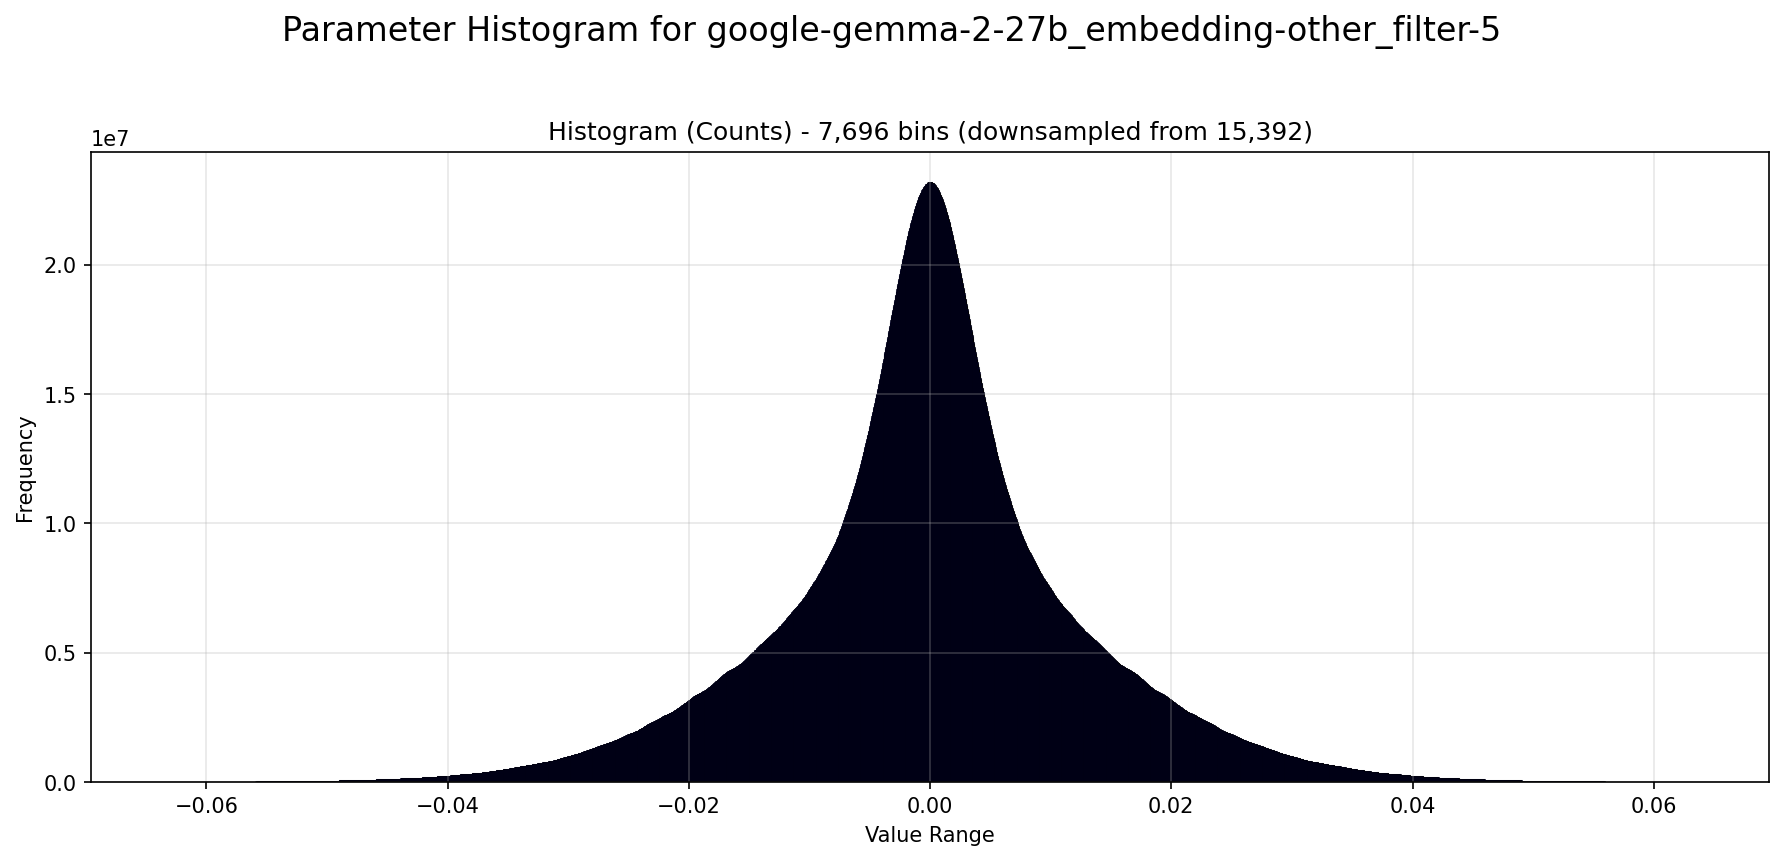 Parameter Histogram for google-gemma-2-27b_embedding-other_filter-5
Histogram (Counts) - 7,696 bins (downsampled from 15,392)
1e7
2.0
1.5
1.0
0.5
0.0
Frequency
−0.06 −0.04 −0.02 0.00 0.02 0.04 0.06
Value Range